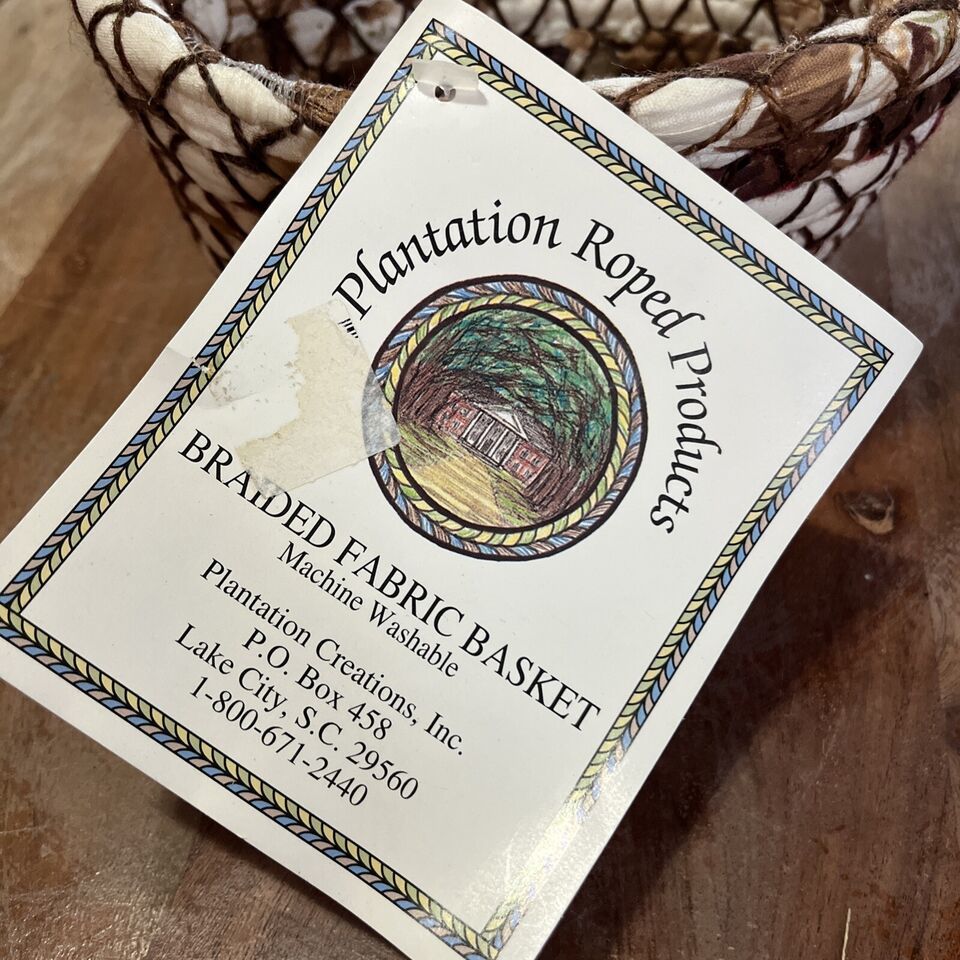 Plantation Roped Products
BRAIDED FABRIC BASKET
Machine Washable
Plantation Creations, Inc.
P.O. Box 458
Lake City, S.C. 29560
1-800-671-2440